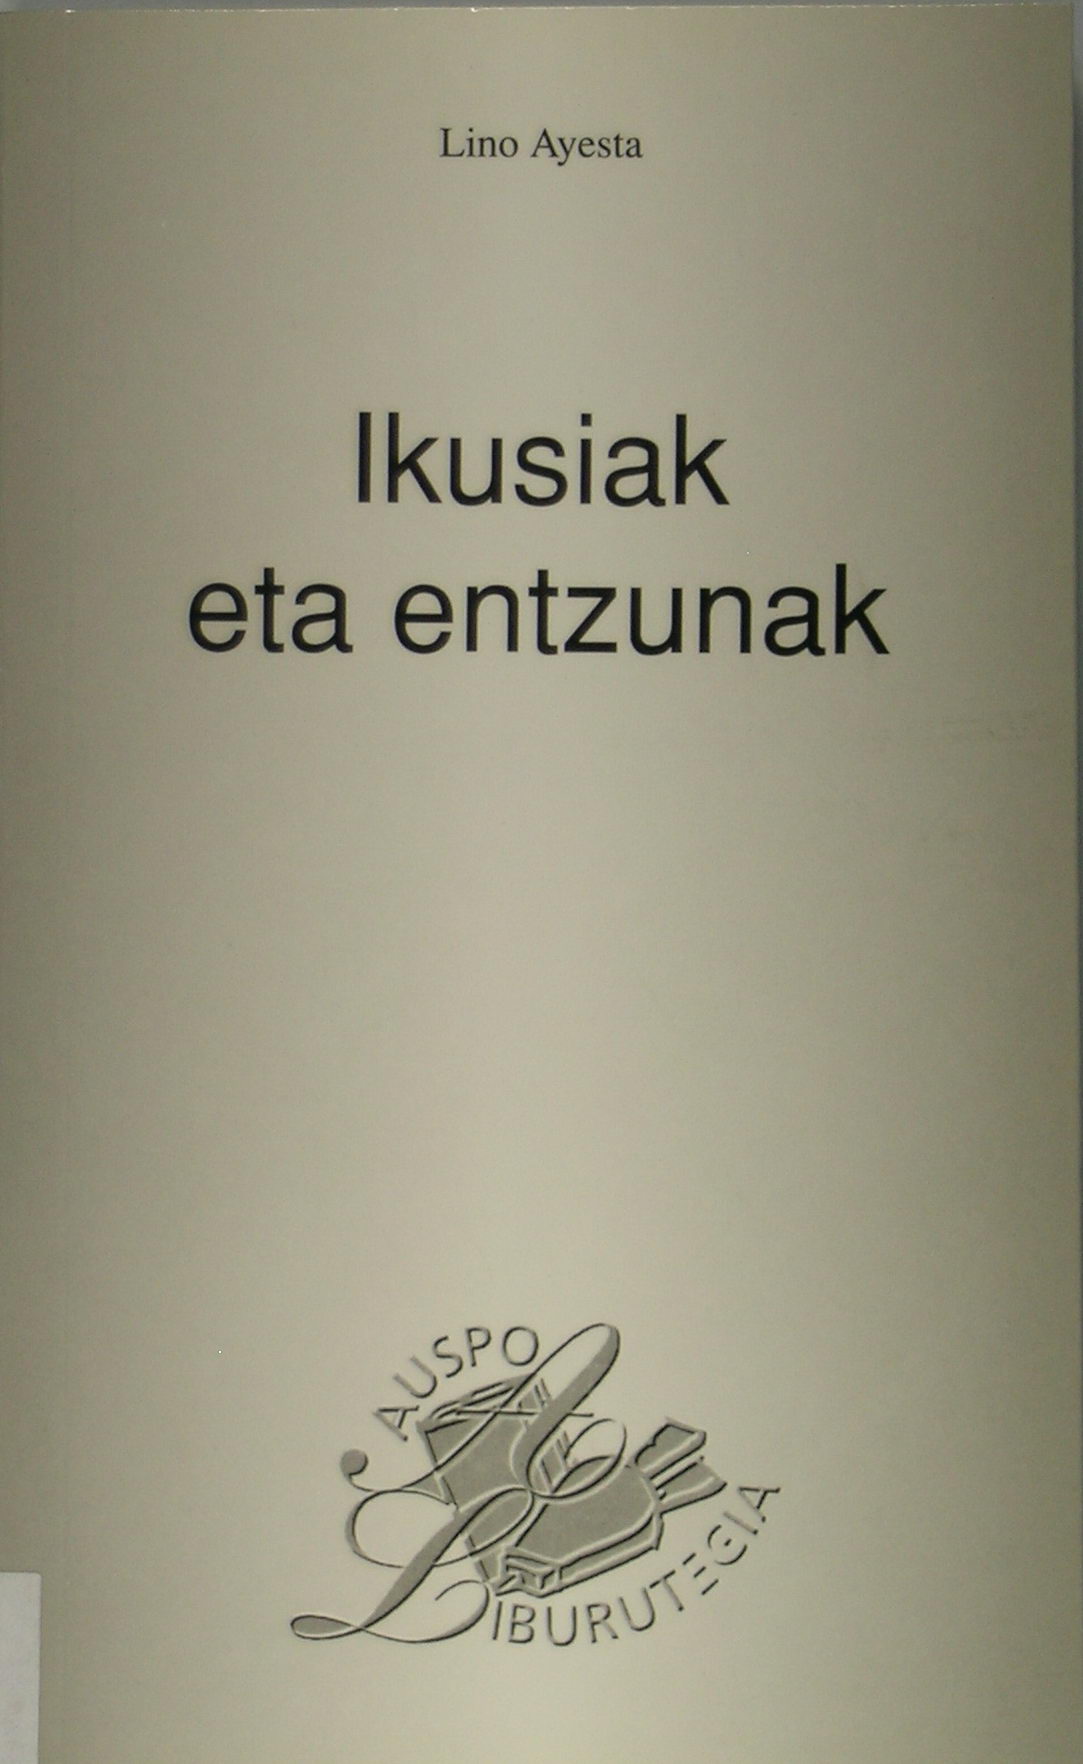 Lino Ayesta
Ikusiak
eta entzunak
AUSPO
LIBURUTEGIA